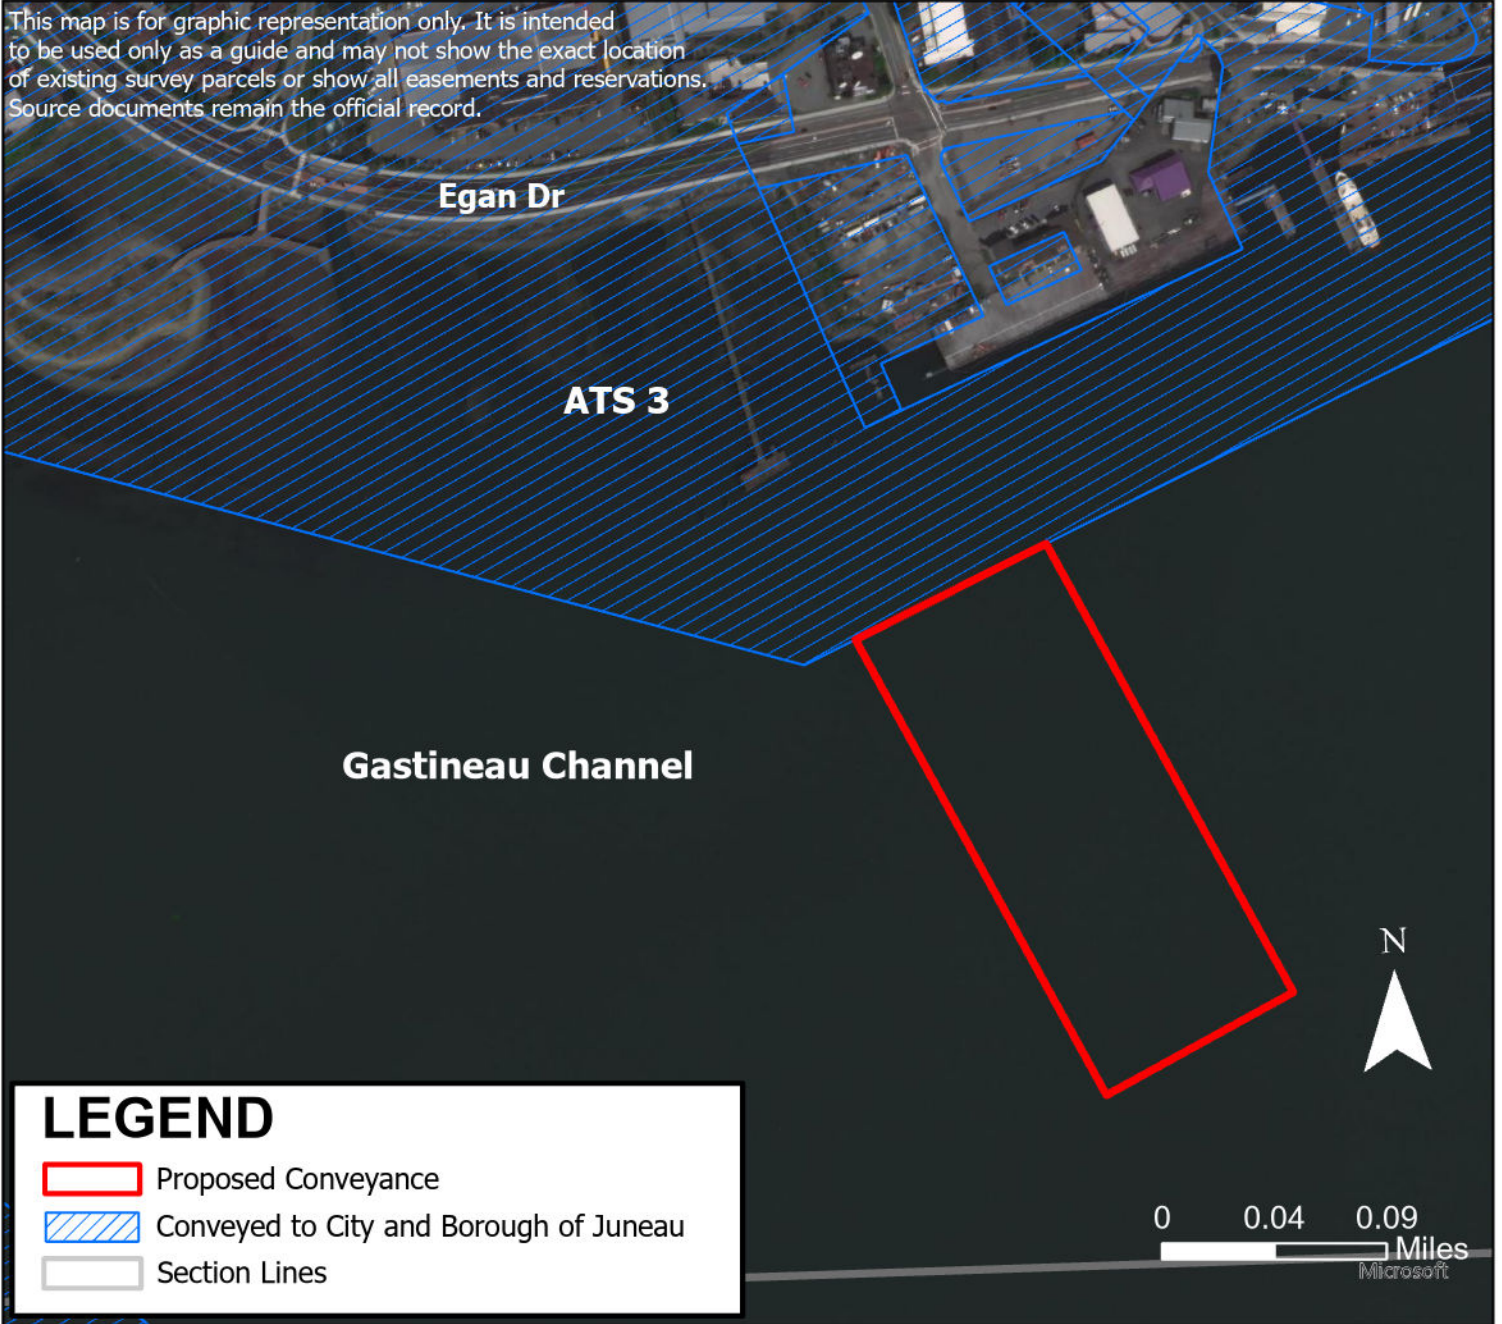 This map is for graphic representation only. It is intended
to be used only as a guide and may not show the exact location
of existing survey parcels or show all easements and reservations.
Source documents remain the official record.
Egan Dr
ATS 3
Gastineau Channel
N
LEGEND
Proposed Conveyance
Conveyed to City and Borough of Juneau
Section Lines
0 0.04 0.09
Miles
Microsoft